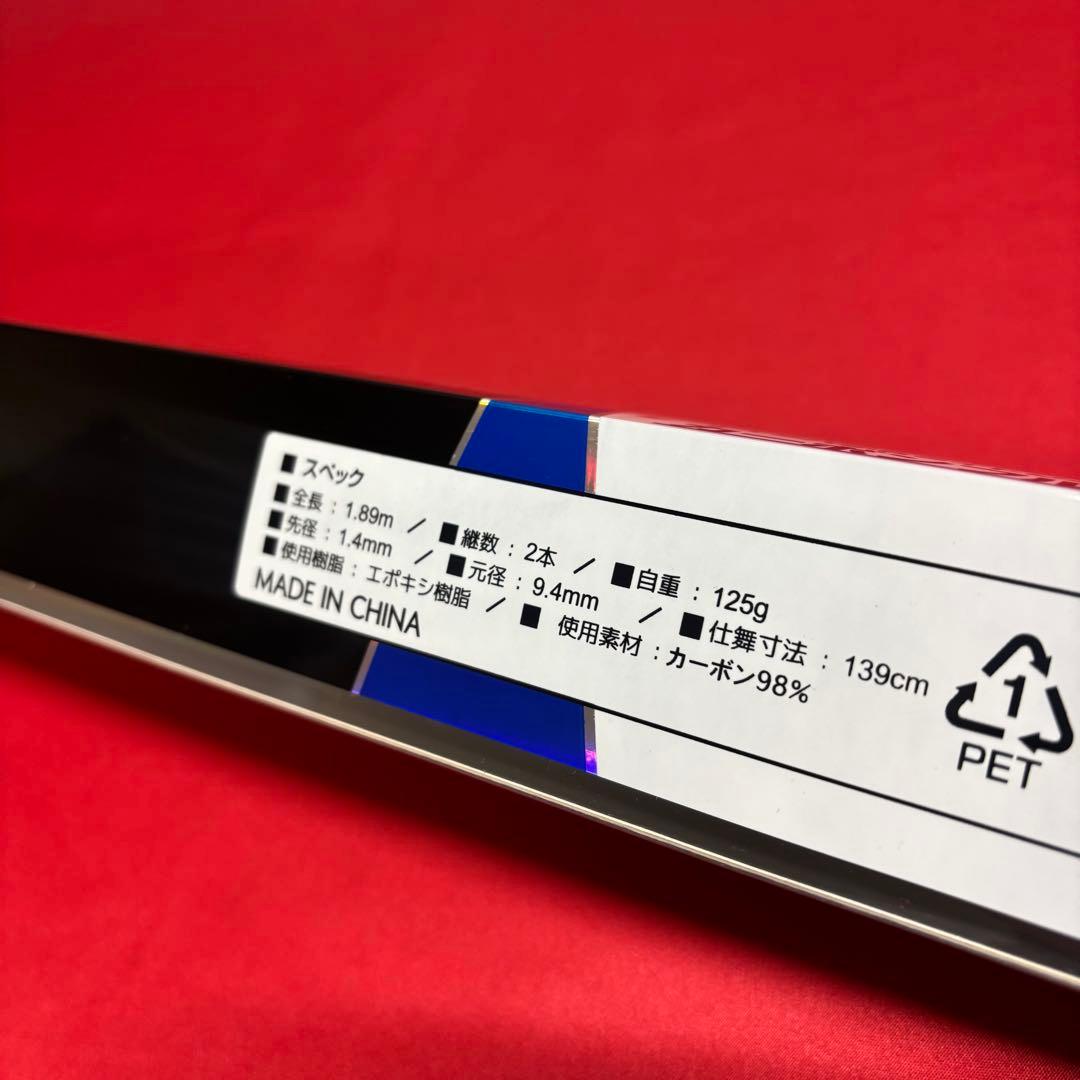 ■スペック
■全長：1.89m ／ ■継数：2本 ／ ■自重：125g
■先径：1.4mm ／ ■元径：9.4mm ／ ■仕舞寸法：139cm
■使用樹脂：エポキシ樹脂 ／ ■ 使用素材：カーボン98%
MADE IN CHINA
1
PET